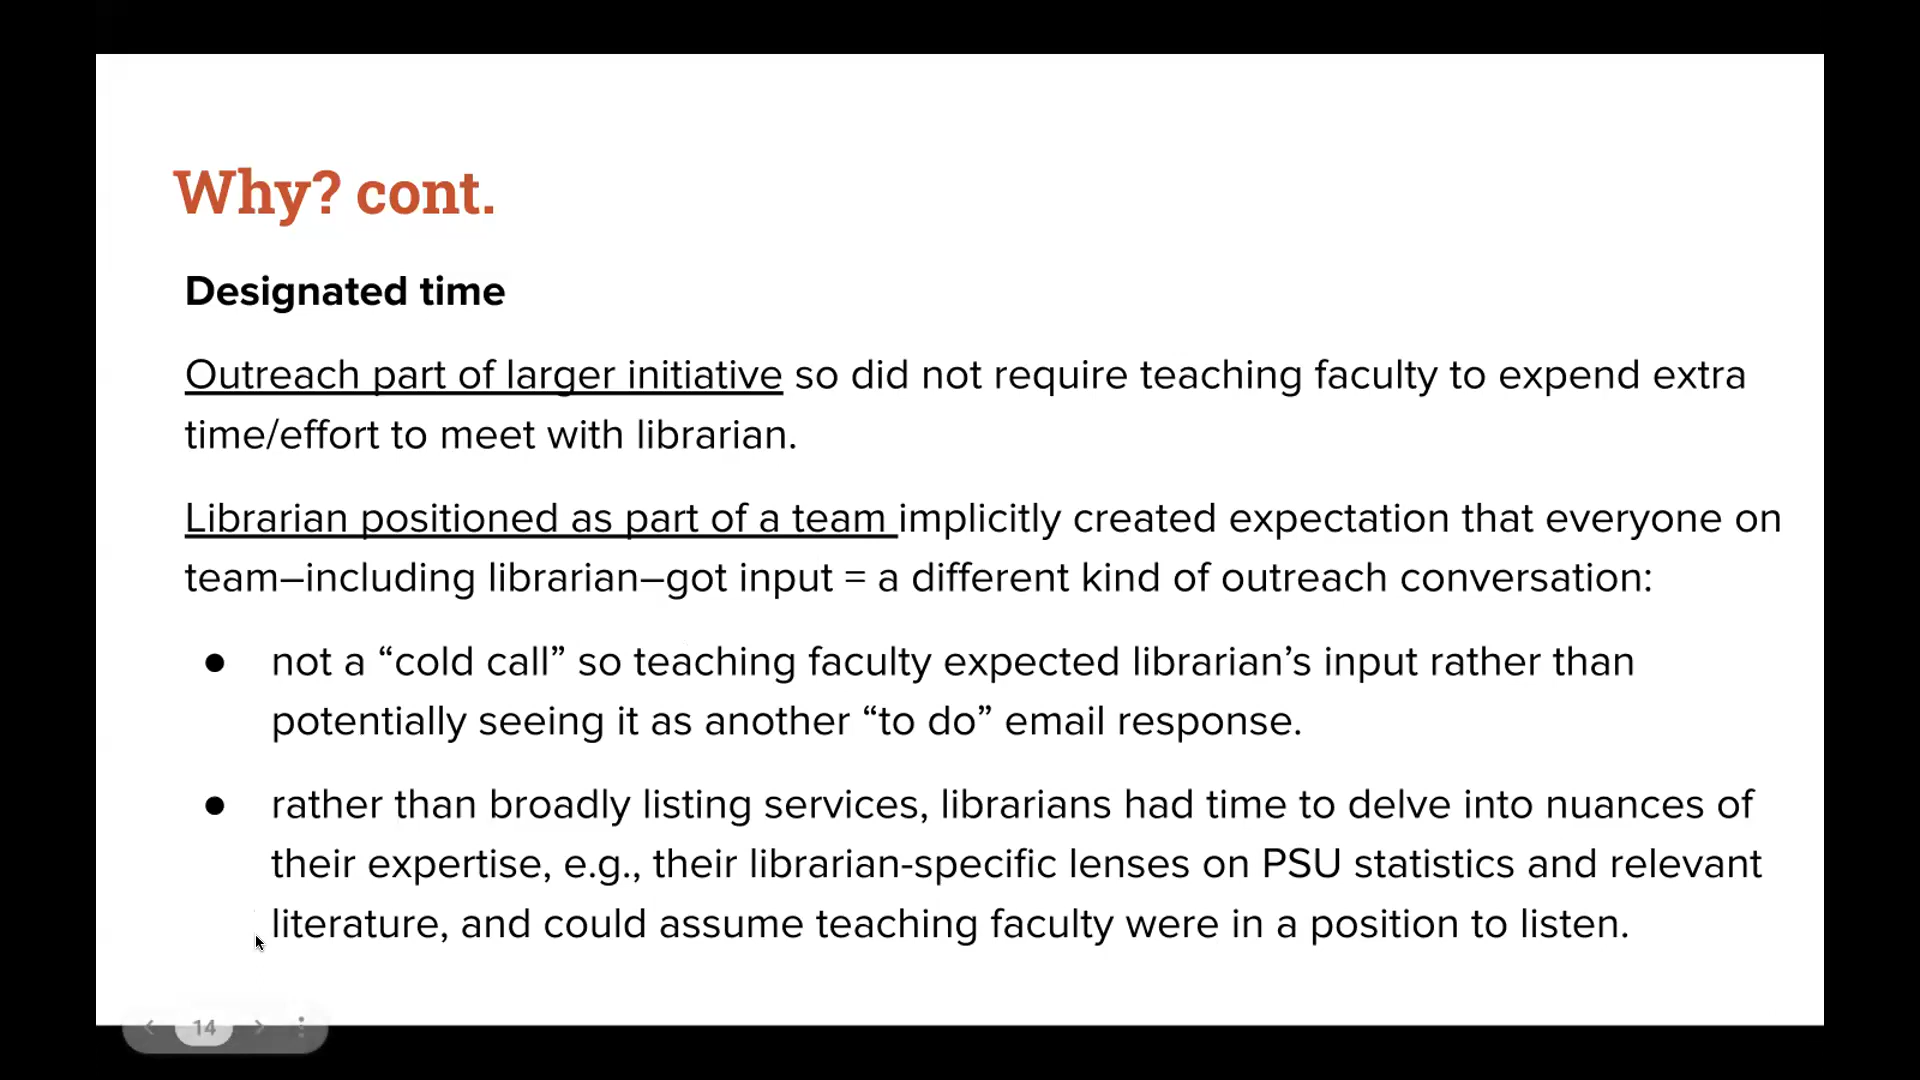 Why? cont.
Designated time
Outreach part of larger initiative so did not require teaching faculty to expend extra
time/effort to meet with librarian.
Librarian positioned as part of a team implicitly created expectation that everyone on
team–including librarian–got input = a different kind of outreach conversation:
● not a “cold call” so teaching faculty expected librarian’s input rather than
potentially seeing it as another “to do” email response.
● rather than broadly listing services, librarians had time to delve into nuances of
their expertise, e.g., their librarian-specific lenses on PSU statistics and relevant
literature, and could assume teaching faculty were in a position to listen.
14